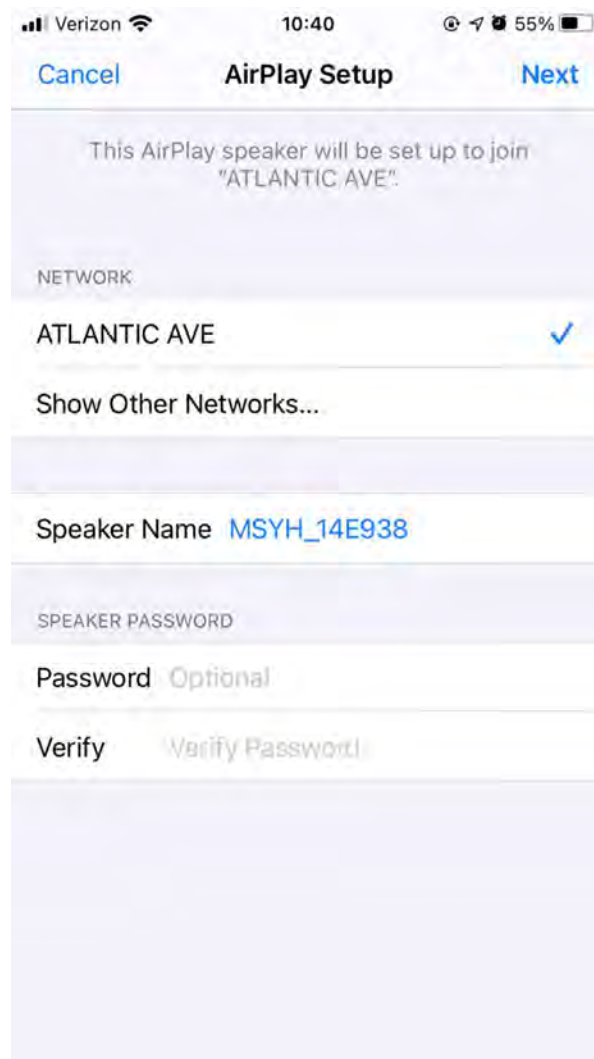 Verizon 10:40 55%
Cancel AirPlay Setup Next
This AirPlay speaker will be set up to join
"ATLANTIC AVE".
NETWORK
ATLANTIC AVE
Show Other Networks...
Speaker Name MSYH_14E938
SPEAKER PASSWORD
Password Optional
Verify Verify Password